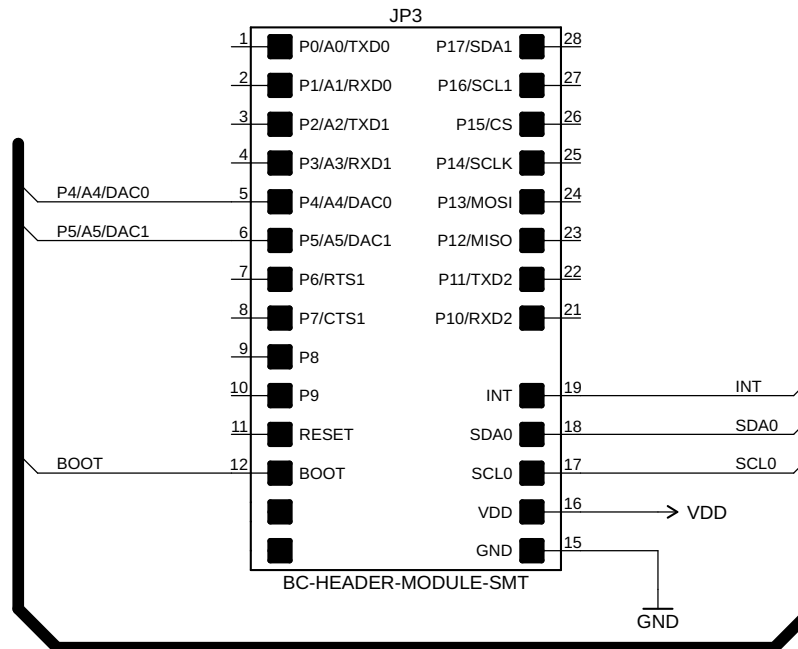 JP3
1 P0/A0/TXD0 P17/SDA1 28
2 P1/A1/RXD0 P16/SCL1 27
3 P2/A2/TXD1 P15/CS 26
4 P3/A3/RXD1 P14/SCLK 25
P4/A4/DAC0 5 P4/A4/DAC0 P13/MOSI 24
P5/A5/DAC1 6 P5/A5/DAC1 P12/MISO 23
7 P6/RTS1 P11/TXD2 22
8 P7/CTS1 P10/RXD2 21
9 P8
10 P9 INT 19 INT
11 RESET SDA0 18 SDA0
BOOT 12 BOOT SCL0 17 SCL0
VDD 16 VDD
GND 15
BC-HEADER-MODULE-SMT
GND